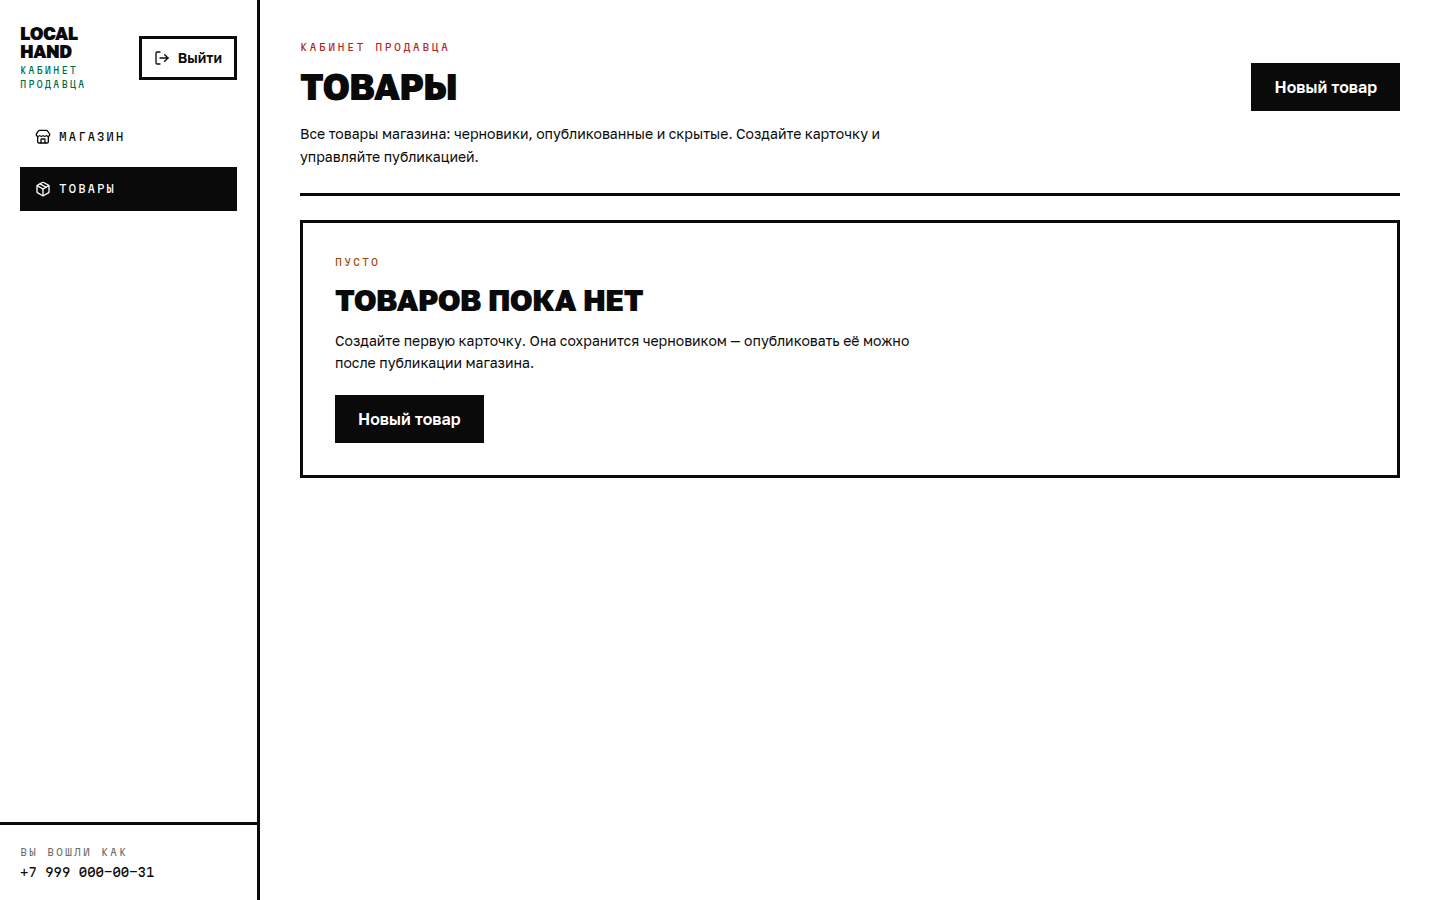 LOCAL
HAND
КАБИНЕТ
ПРОДАВЦА
Выйти
МАГАЗИН
ТОВАРЫ
ВЫ ВОШЛИ КАК
+7 999 000-00-31
КАБИНЕТ ПРОДАВЦА
ТОВАРЫ
Новый товар
Все товары магазина: черновики, опубликованные и скрытые. Создайте карточку и
управляйте публикацией.
ПУСТО
ТОВАРОВ ПОКА НЕТ
Создайте первую карточку. Она сохранится черновиком — опубликовать её можно
после публикации магазина.
Новый товар